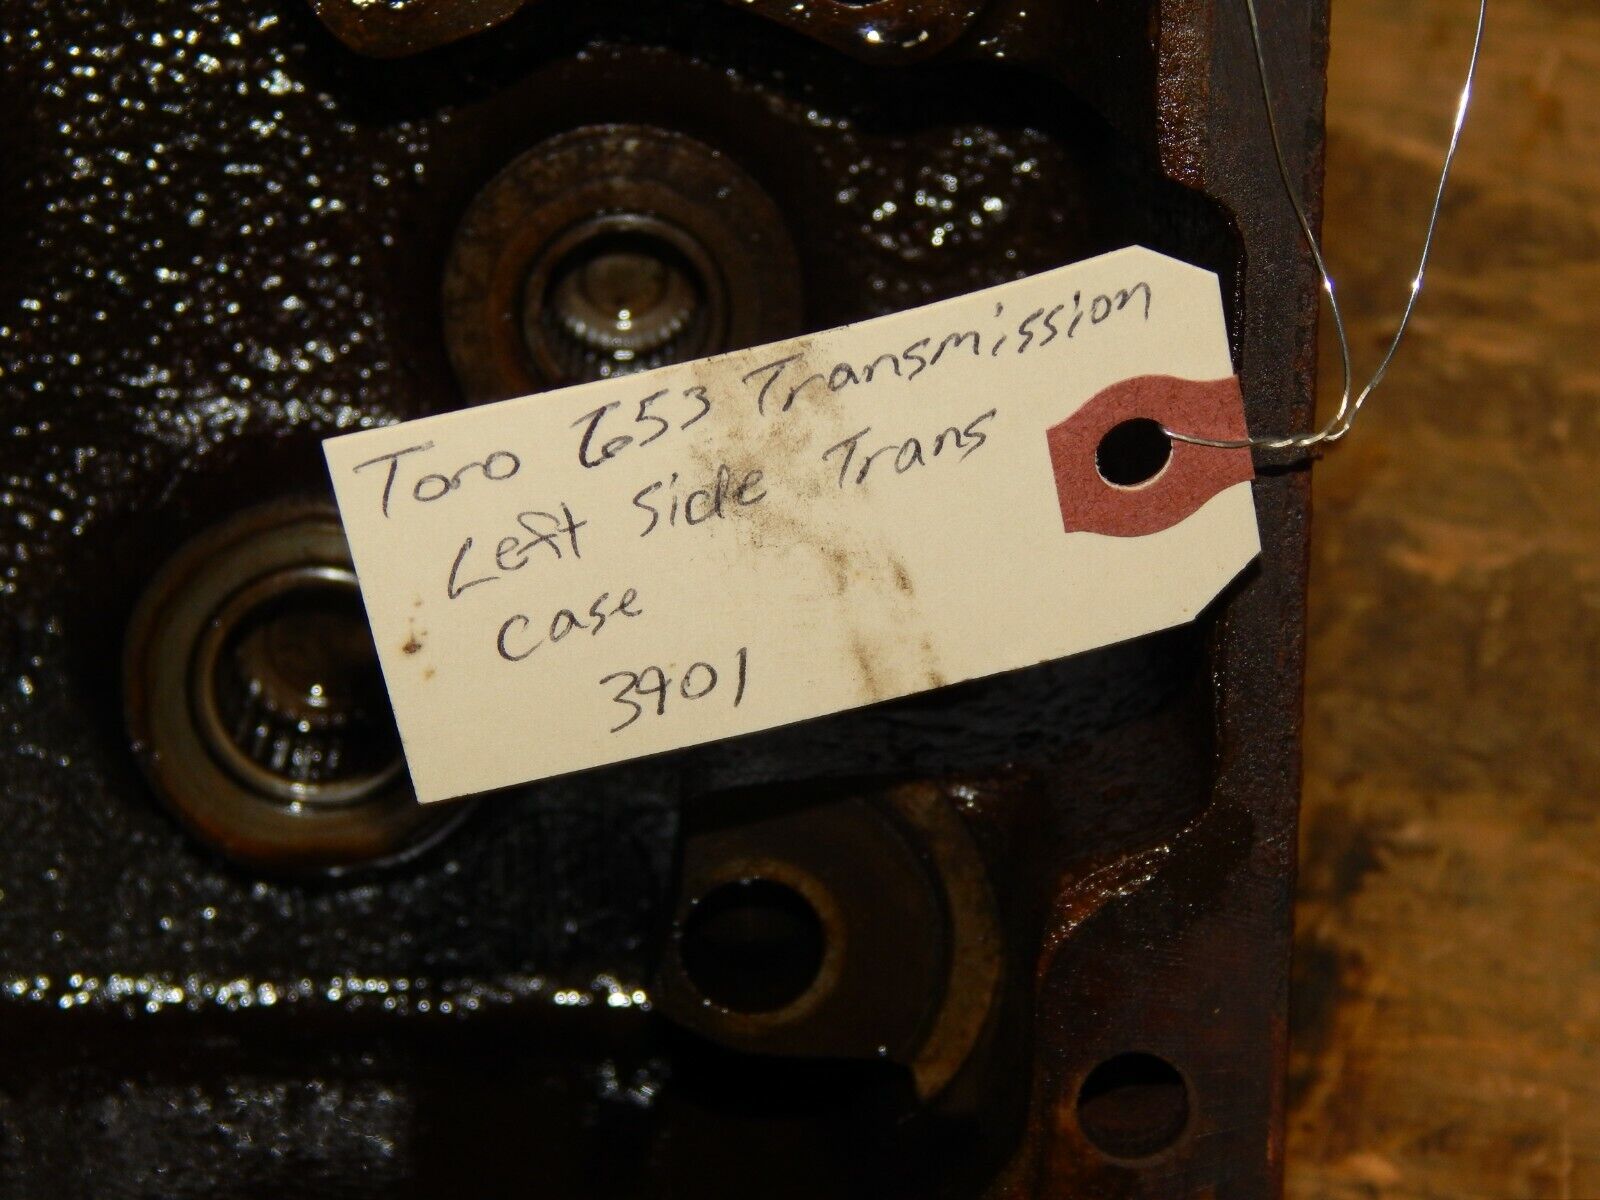 Toro 653 Transmission
Left Side Trans
Case
3901